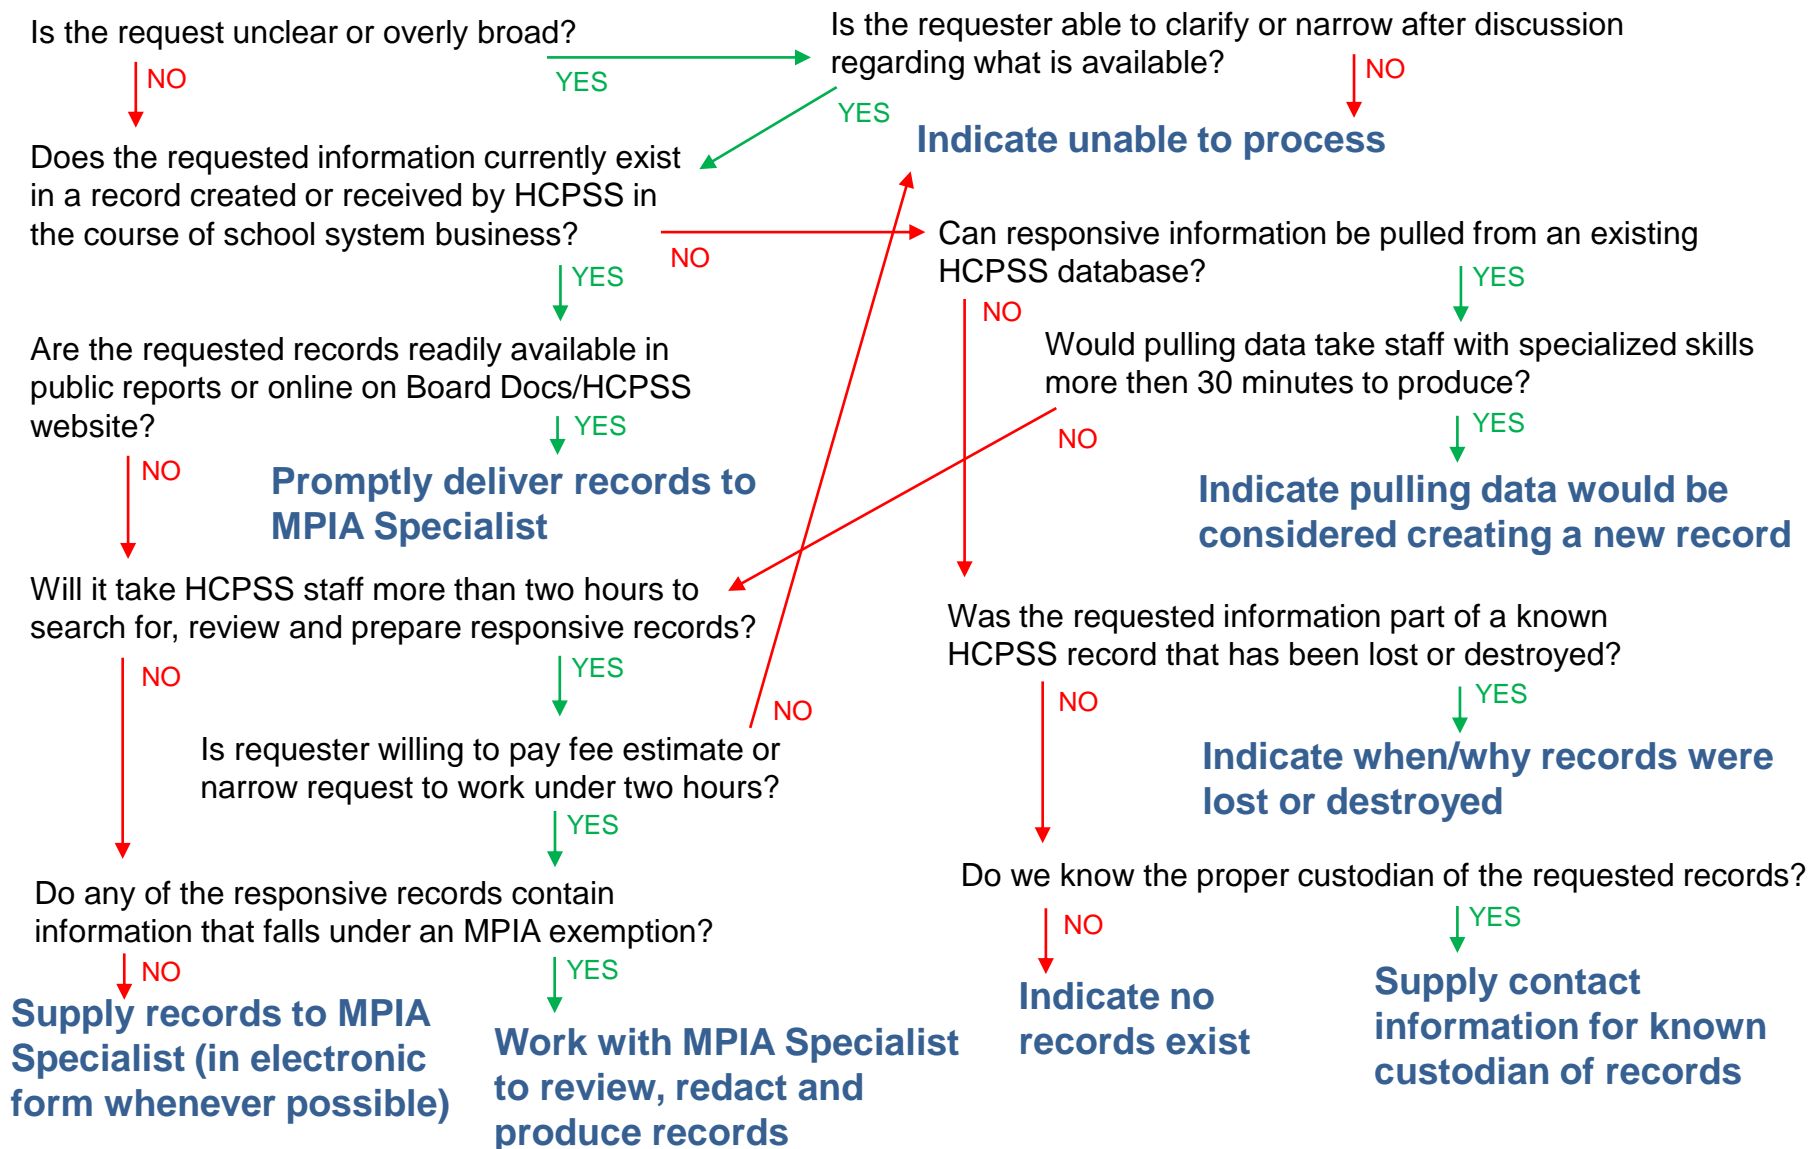 Is the request unclear or overly broad?
NO
YES
Is the requester able to clarify or narrow after discussion
regarding what is available?
NO
YES
Indicate unable to process
Does the requested information currently exist
in a record created or received by HCPSS in
the course of school system business?
NO
YES
Can responsive information be pulled from an existing
HCPSS database?
YES
NO
Are the requested records readily available in
public reports or online on Board Docs/HCPSS
website?
YES
NO
Promptly deliver records to
MPIA Specialist
Would pulling data take staff with specialized skills
more then 30 minutes to produce?
YES
NO
Indicate pulling data would be
considered creating a new record
Will it take HCPSS staff more than two hours to
search for, review and prepare responsive records?
NO
YES
Was the requested information part of a known
HCPSS record that has been lost or destroyed?
NO
YES
Is requester willing to pay fee estimate or
narrow request to work under two hours?
NO
YES
Indicate when/why records were
lost or destroyed
Do any of the responsive records contain
information that falls under an MPIA exemption?
NO
YES
Do we know the proper custodian of the requested records?
NO
YES
Supply records to MPIA
Specialist (in electronic
form whenever possible)
Work with MPIA Specialist
to review, redact and
produce records
Indicate no
records exist
Supply contact
information for known
custodian of records